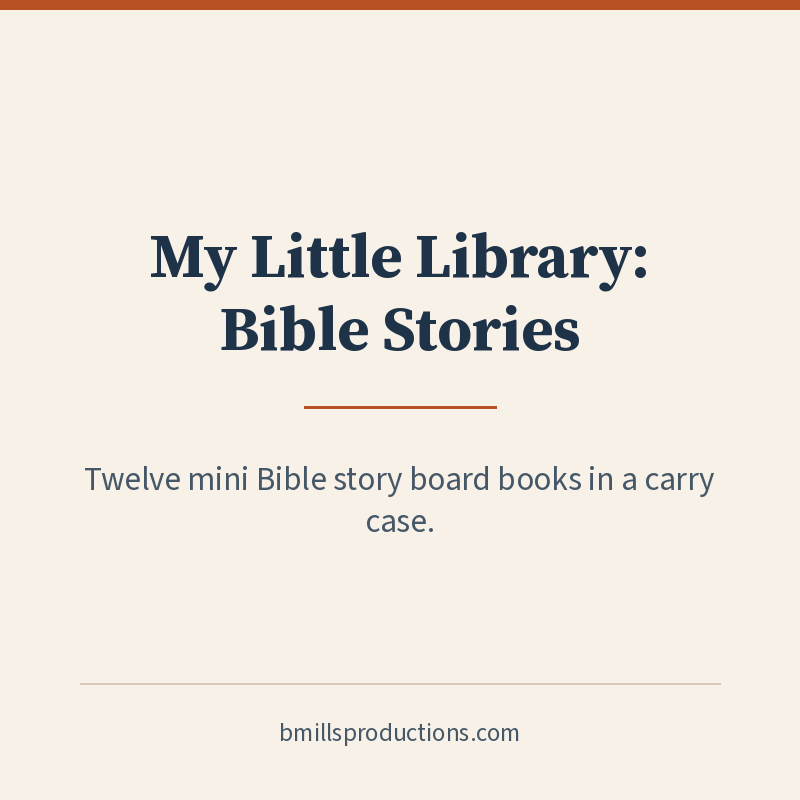 My Little Library:
Bible Stories
Twelve mini Bible story board books in a carry
case.
bmillsproductions.com